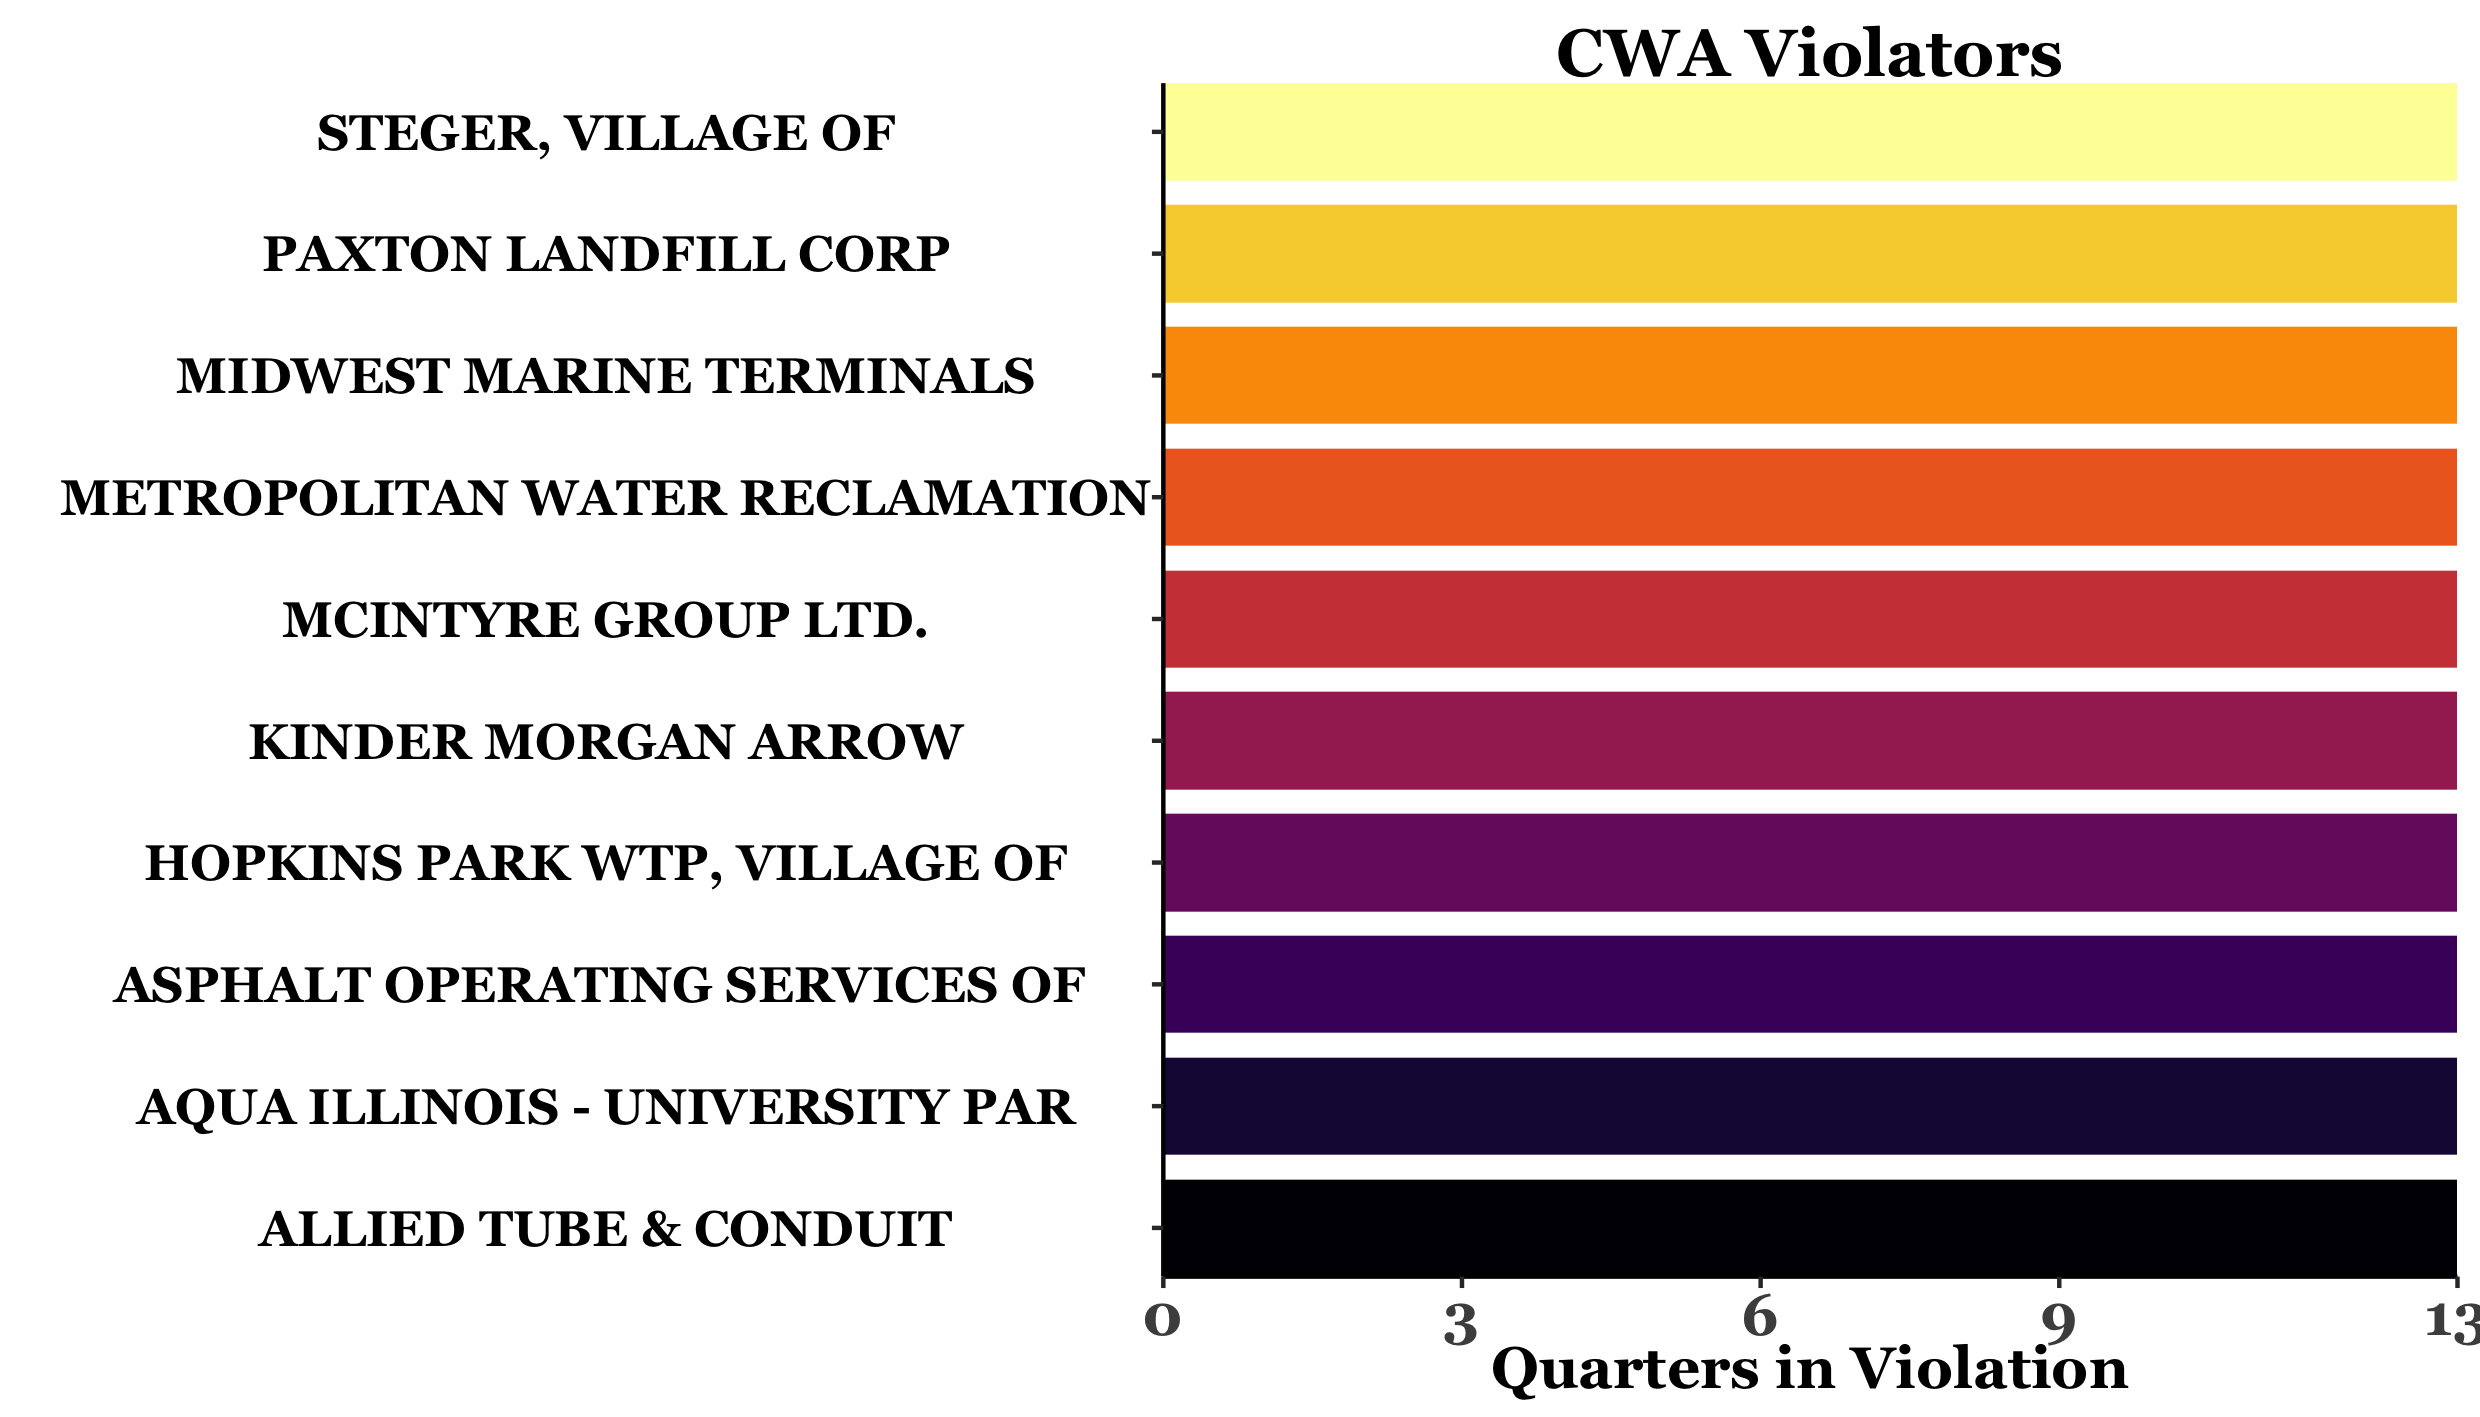 CWA Violators
STEGER, VILLAGE OF
PAXTON LANDFILL CORP
MIDWEST MARINE TERMINALS
METROPOLITAN WATER RECLAMATION
MCINTYRE GROUP LTD.
KINDER MORGAN ARROW
HOPKINS PARK WTP, VILLAGE OF
ASPHALT OPERATING SERVICES OF
AQUA ILLINOIS - UNIVERSITY PAR
ALLIED TUBE & CONDUIT
0 3 6 9 13
Quarters in Violation